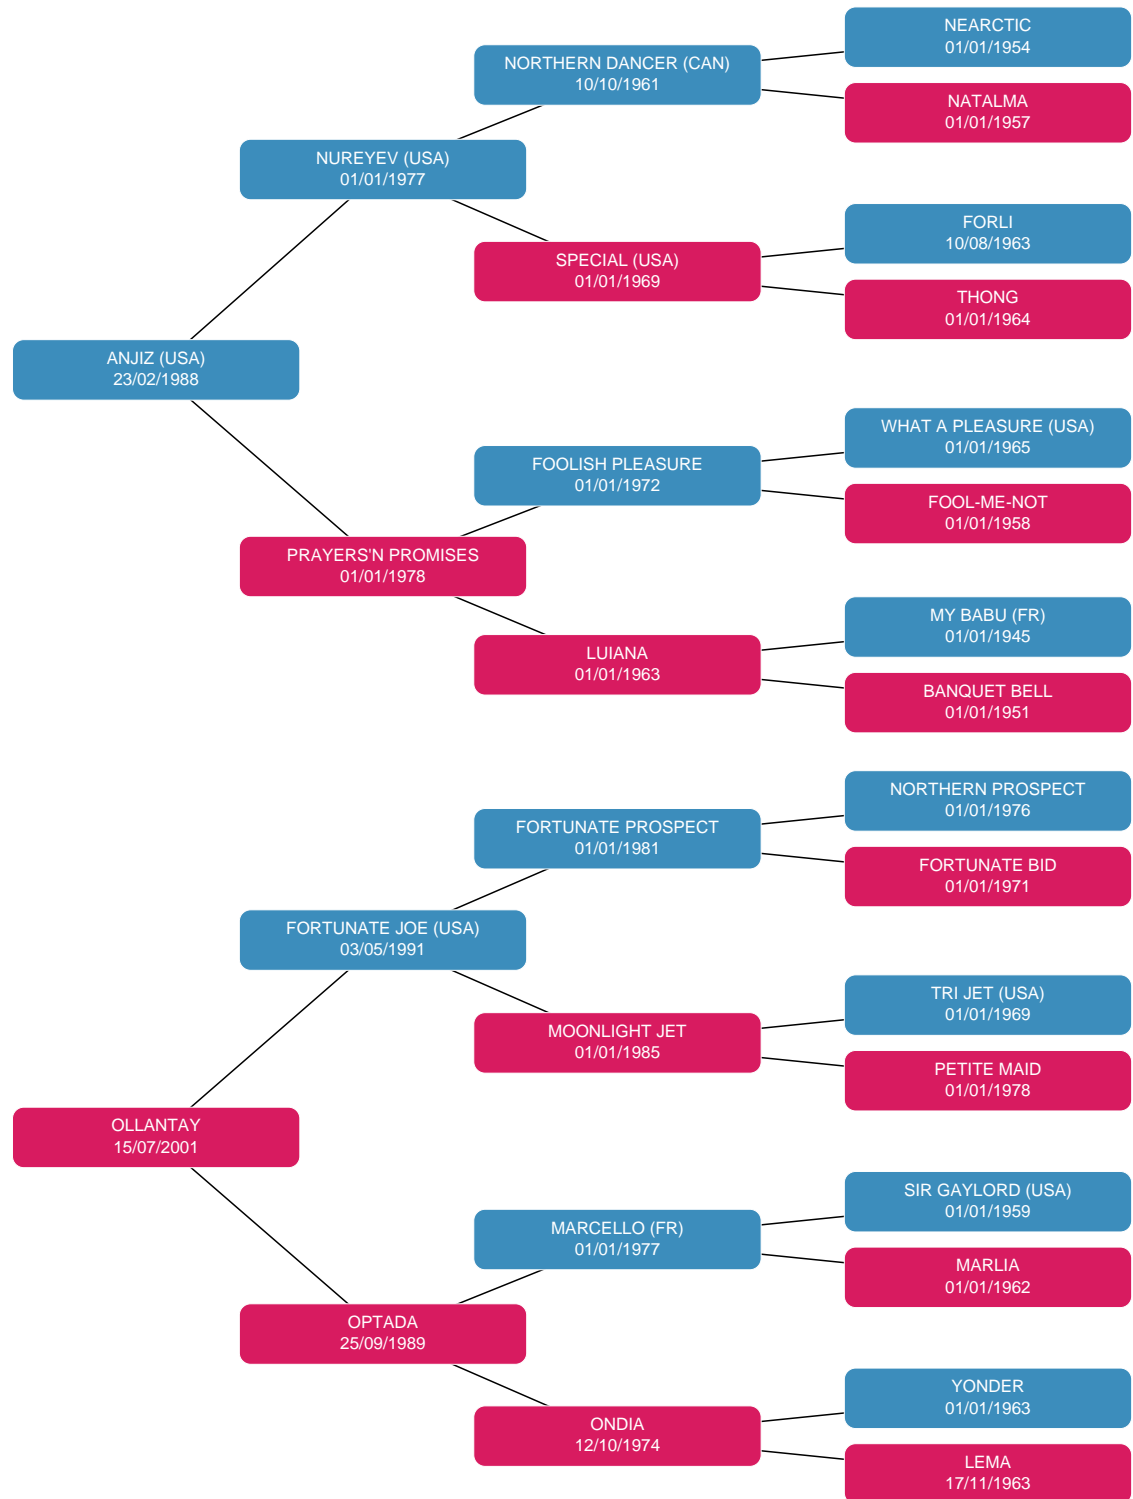 NEARCTIC
01/01/1954
NORTHERN DANCER (CAN)
10/10/1961
NATALMA
01/01/1957
NUREYEV (USA)
01/01/1977
FORLI
10/08/1963
SPECIAL (USA)
01/01/1969
THONG
01/01/1964
ANJIZ (USA)
23/02/1988
WHAT A PLEASURE (USA)
01/01/1965
FOOLISH PLEASURE
01/01/1972
FOOL-ME-NOT
01/01/1958
PRAYERS'N PROMISES
01/01/1978
MY BABU (FR)
01/01/1945
LUIANA
01/01/1963
BANQUET BELL
01/01/1951
NORTHERN PROSPECT
01/01/1976
FORTUNATE PROSPECT
01/01/1981
FORTUNATE BID
01/01/1971
FORTUNATE JOE (USA)
03/05/1991
TRI JET (USA)
01/01/1969
MOONLIGHT JET
01/01/1985
PETITE MAID
01/01/1978
OLLANTAY
15/07/2001
SIR GAYLORD (USA)
01/01/1959
MARCELLO (FR)
01/01/1977
MARLIA
01/01/1962
OPTADA
25/09/1989
YONDER
01/01/1963
ONDIA
12/10/1974
LEMA
17/11/1963